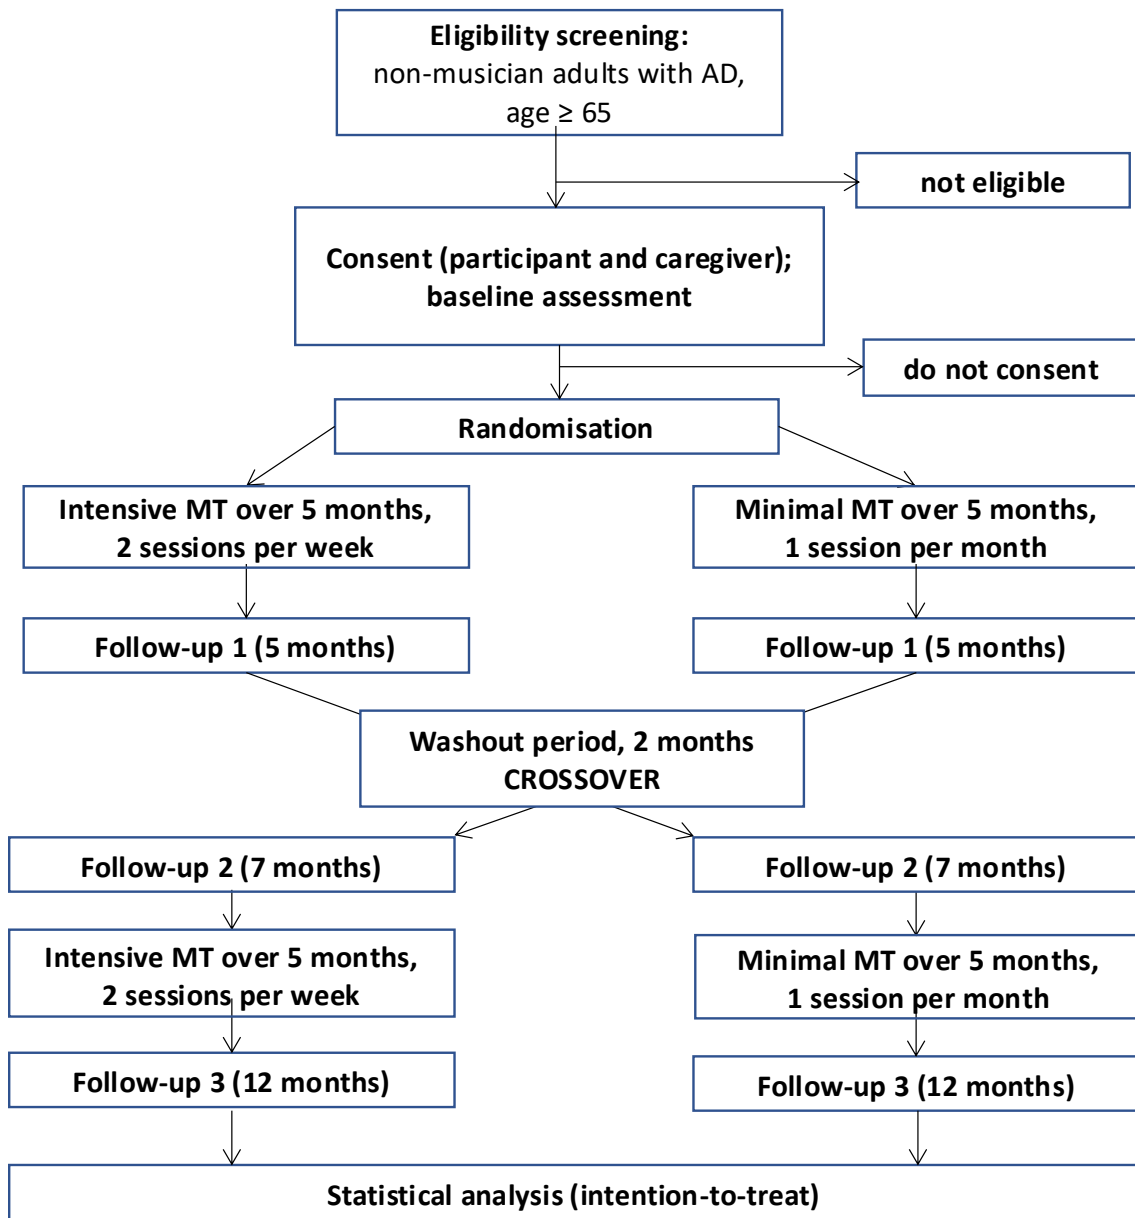 Eligibility screening:
non-musician adults with AD,
age ≥ 65
not eligible
Consent (participant and caregiver);
baseline assessment
do not consent
Randomisation
Intensive MT over 5 months,
2 sessions per week
Minimal MT over 5 months,
1 session per month
Follow-up 1 (5 months)
Follow-up 1 (5 months)
Washout period, 2 months
CROSSOVER
Follow-up 2 (7 months)
Follow-up 2 (7 months)
Intensive MT over 5 months,
2 sessions per week
Minimal MT over 5 months,
1 session per month
Follow-up 3 (12 months)
Follow-up 3 (12 months)
Statistical analysis (intention-to-treat)